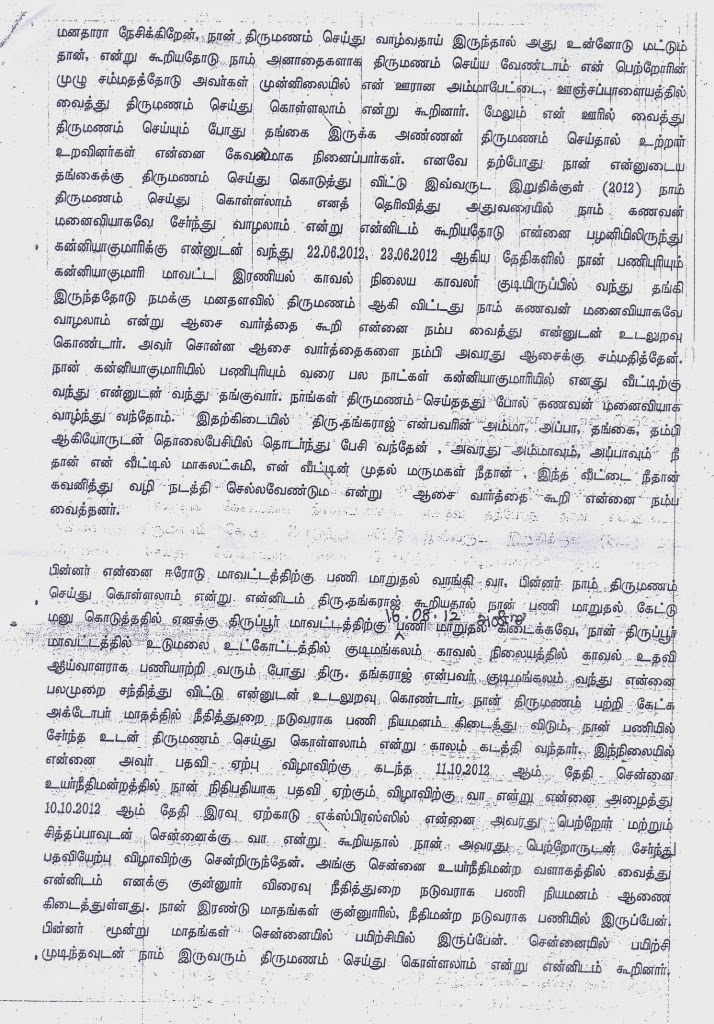 மனதாரா நேசிக்கிறேன், நான் திருமணம் செய்து வாழ்வதாய் இருந்தால் அது உன்னோடு மட்டும்
தான், என்று கூறியதோடு நாம் அனாதைகளாக திருமணம் செய்ய வேண்டாம் என் பெற்றோரின்
முழு சம்மதத்தோடு அவர்கள் முன்னிலையில் என் ஊரான அம்மாபேட்டை, ஊஞ்சப்பாளையத்தில்
வைத்து திருமணம் செய்து கொள்ளலாம் என்று கூறினார். மேலும் என் ஊரில் வைத்து
திருமணம் செய்யும் போது தங்கை இருக்க அண்ணன் திருமணம் செய்தால் உற்றார்
உறவினர்கள் என்னை கேவலமாக நினைப்பார்கள். எனவே தற்போது நான் என்னுடைய
தங்கைக்கு திருமணம் செய்து கொடுத்து விட்டு இவ்வருட இறுதிக்குள் (2012) நாம்
திருமணம் செய்து கொள்ளலாம் எனத் தெரிவித்து அதுவரையில் நாம் கணவன்
மனைவியாகவே சேர்ந்து வாழலாம் என்று என்னிடம் கூறியதோடு என்னை பழனியிலிருந்து
கன்னியாகுமாரிக்கு என்னுடன் வந்து 22.06.2012, 23.06.2012 ஆகிய தேதிகளில் நான் பணிபுரியும்
கன்னியாகுமாரி மாவட்ட இரணியல் காவல் நிலைய காவலர் குடியிருப்பில் வந்து தங்கி
இருந்ததோடு நமக்கு மனதளவில் திருமணம் ஆகி விட்டது நாம் கணவன் மனைவியாகவே
வாழலாம் என்று ஆசை வார்த்தை கூறி என்னை நம்ப வைத்து என்னுடன் உடலுறவு
கொண்டார். அவர் சொன்ன ஆசை வார்த்தைகளை நம்பி அவரது ஆசைக்கு சம்மதித்தேன்.
நான் கன்னியாகுமாரியில் பணிபுரியும் வரை பல நாட்கள் கன்னியாகுமாரியில் எனது வீட்டிற்கு
வந்து என்னுடன் வந்து தங்குவார். நாங்கள் திருமணம் செய்ததது போல் கணவன் மனைவியாக
வாழ்ந்து வந்தோம். இதற்கிடையில் திரு.தங்கராஜ் என்பவரின் அம்மா, அப்பா, தங்கை, தம்பி
ஆகியோருடன் தொலைபேசியில் தொடர்ந்து பேசி வந்தேன் , அவரது அம்மாவும், அப்பாவும் நீ
தான் என் வீட்டில் மாகலட்சுமி, என் வீட்டின் முதல் மருமகள் நீதான் , இந்த வீட்டை நீதான்
கவனித்து வழி நடத்தி செல்லவேண்டும என்று ஆசை வார்த்தை கூறி என்னை நம்ப
வைத்தனர்.
பின்னர் என்னை ஈரோடு மாவட்டத்திற்கு பணி மாறுதல் வாங்கி வா, பின்னர் நாம் திருமணம்
செய்து கொள்ளலாம் என்று என்னிடம் திரு.தங்கராஜ் கூறியதால் நான் பணி மாறுதல் கேட்டு
16.08.12 அன்று
மனு கொடுத்ததில் எனக்கு திருப்பூர் மாவட்டத்திற்கு பணி மாறுதல் கிடைக்கவே, நான் திருப்பூர்
மாவட்டத்தில் உடுமலை உட்கோட்டத்தில் குடிமங்கலம் காவல் நிலையத்தில் காவல் உதவி
ஆய்வாளராக பணியாற்றி வரும் போது திரு. தங்கராஜ் என்பவர் குடிமங்கலம் வந்து என்னை
பலமுறை சந்தித்து விட்டு என்னுடன் உடலுறவு கொண்டார். நான் திருமணம் பற்றி கேட்க
அக்டோபர் மாதத்தில் நீதித்துறை நடுவராக பணி நியமனம் கிடைத்து விடும், நான் பணியில்
சேர்ந்த உடன் திருமணம் செய்து கொள்ளலாம் என்று காலம் கடத்தி வந்தார். இந்நிலையில்
என்னை அவர் பதவி ஏற்பு விழாவிற்கு கடந்த 11.10.2012 ஆம் தேதி சென்னை
உயர்நீதிமன்றத்தில் நான் நிதிபதியாக பதவி ஏற்கும் விழாவிற்கு வா என்று என்னை அழைத்து
10.10.2012 ஆம் தேதி இரவு ஏற்காடு எக்ஸ்பிரஸ்ஸில் என்னை அவரது பெற்றோர் மற்றும்
சித்தப்பாவுடன் சென்னைக்கு வா என்று கூறியதால் நான் அவரது பெற்றோருடன் சேர்ந்து
பதவியேற்பு விழாவிற்கு சென்றிருந்தேன். அங்கு சென்னை உயர்நீதிமன்ற வளாகத்தில் வைத்து
என்னிடம் எனக்கு குன்னூர் விரைவு நீதித்துறை நடுவராக பணி நியமனம் ஆணை
கிடைத்துள்ளது. நான் இரண்டு மாதங்கள் குன்னூரில், நீதிமன்ற நடுவராக பணியில் இருப்பேன்.
பின்னர் மூன்று மாதங்கள் சென்னையில் பயிற்சியில் இருப்பேன். சென்னையில் பயிற்சி
முடிந்தவுடன் நாம் இருவரும் திருமணம் செய்து கொள்ளலாம் என்று என்னிடம் கூறினார்.